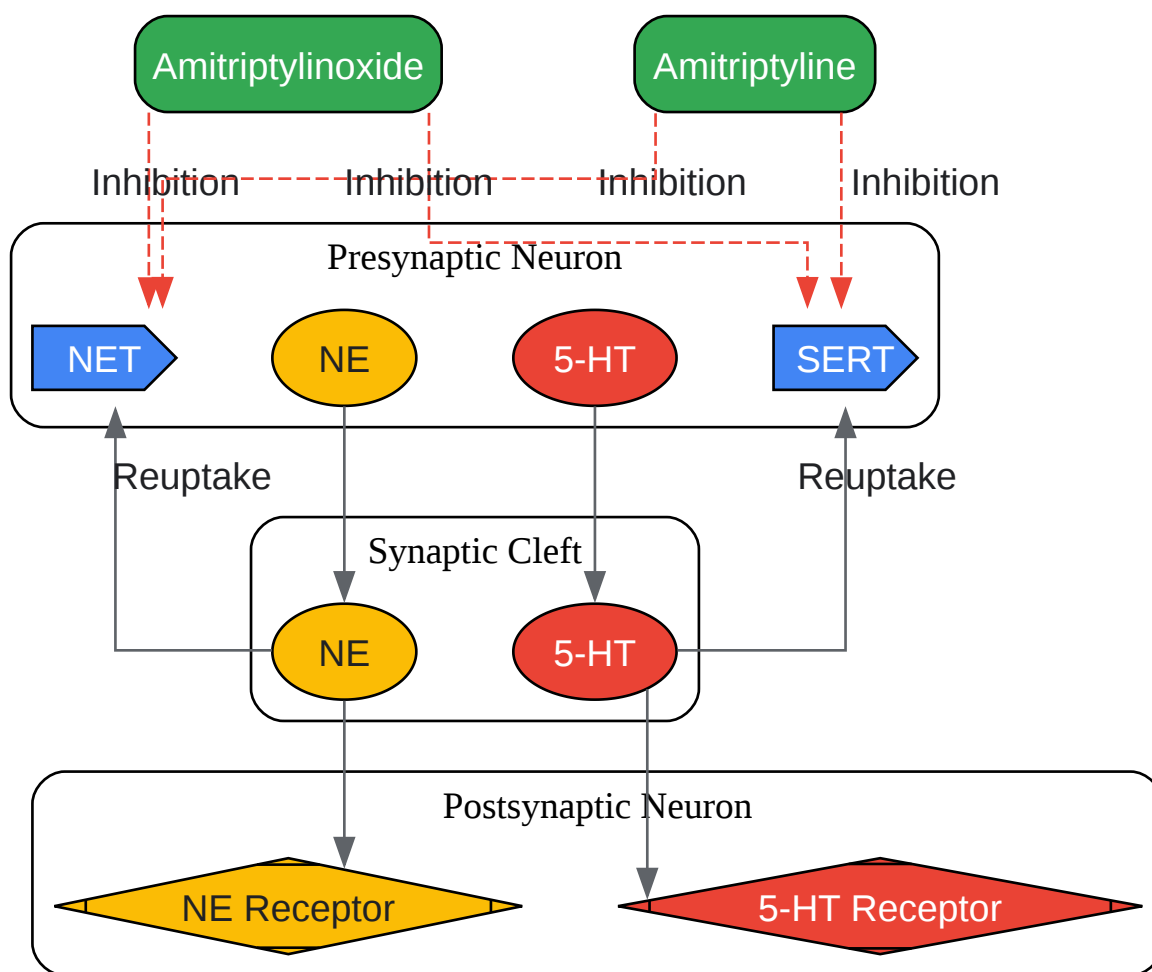 Amitriptylinoxide
Amitriptyline
Inhibition
Inhibition
Inhibition
Inhibition
Presynaptic Neuron
NET
NE
5-HT
SERT
Reuptake
Reuptake
Synaptic Cleft
NE
5-HT
Postsynaptic Neuron
NE Receptor
5-HT Receptor